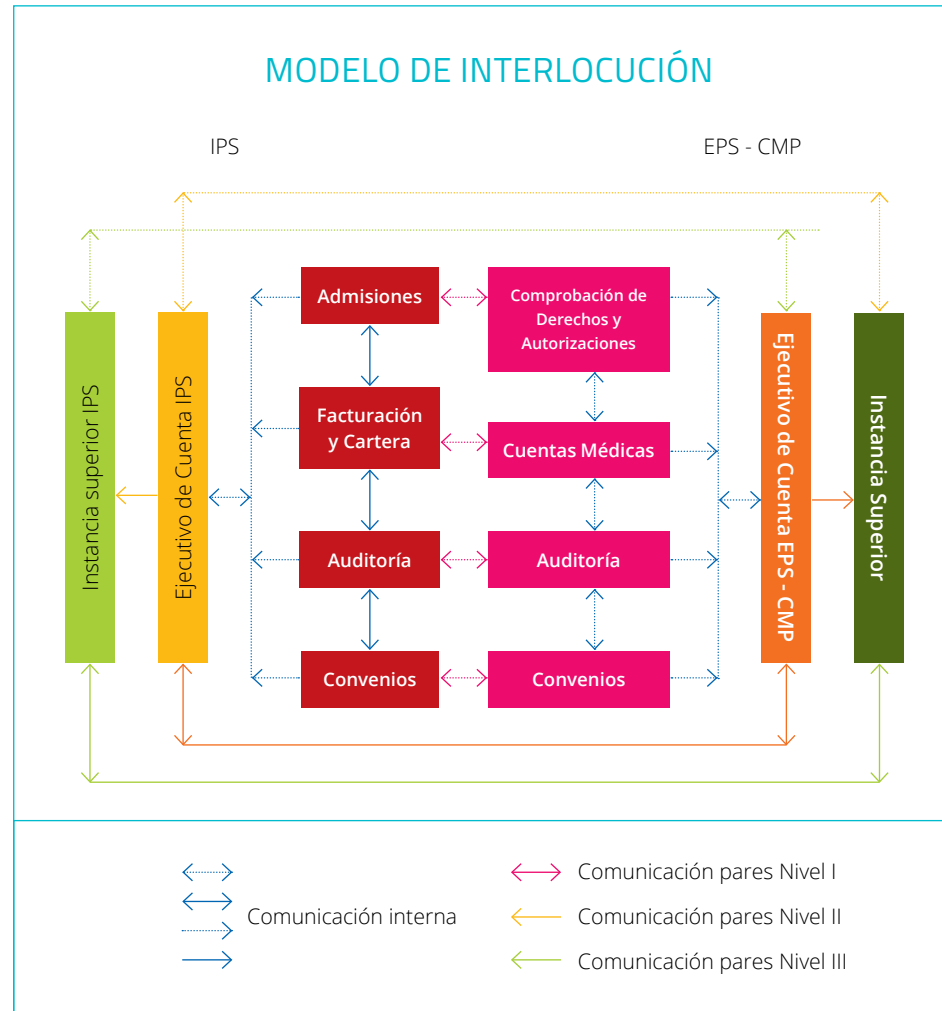 MODELO DE INTERLOCUCIÓN
IPS
EPS - CMP
Instancia superior IPS
Ejecutivo de Cuenta IPS
Admisiones
Facturación
y Cartera
Auditoría
Convenios
Comprobación de
Derechos y
Autorizaciones
Cuentas Médicas
Auditoría
Convenios
Ejecutivo de Cuenta EPS - CMP
Instancia Superior
Comunicación interna
Comunicación pares Nivel I
Comunicación pares Nivel II
Comunicación pares Nivel III